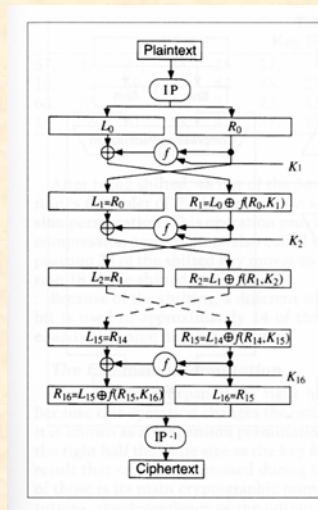 Plaintext
IP
L₀ R₀
⊕ f
K₁
L₁=R₀ R₁=L₀ ⊕ f(R₀,K₁)
⊕ f
K₂
L₂=R₁ R₂=L₁ ⊕ f(R₁,K₂)
L₁₅=R₁₄ R₁₅=L₁₄ ⊕ f(R₁₄,K₁₅)
⊕ f
K₁₆
R₁₆=L₁₅ ⊕ f(R₁₅,K₁₆) L₁₆=R₁₅
IP⁻¹
Ciphertext